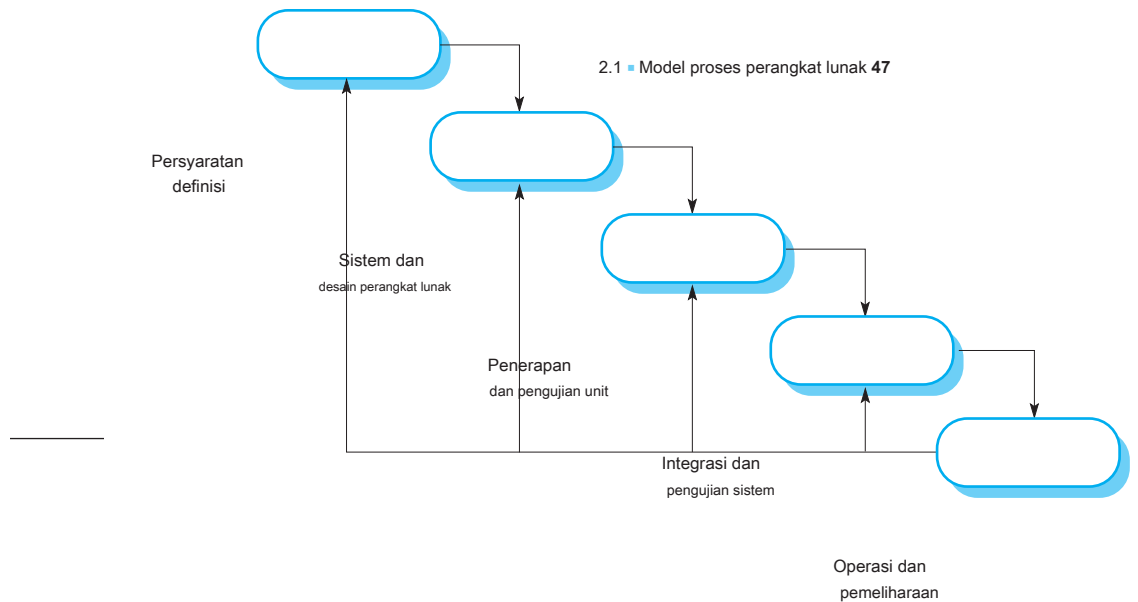 2.1 ▪ Model proses perangkat lunak 47
Persyaratan
definisi
Sistem dan
desain perangkat lunak
Penerapan
dan pengujian unit
Integrasi dan
pengujian sistem
Operasi dan
pemeliharaan